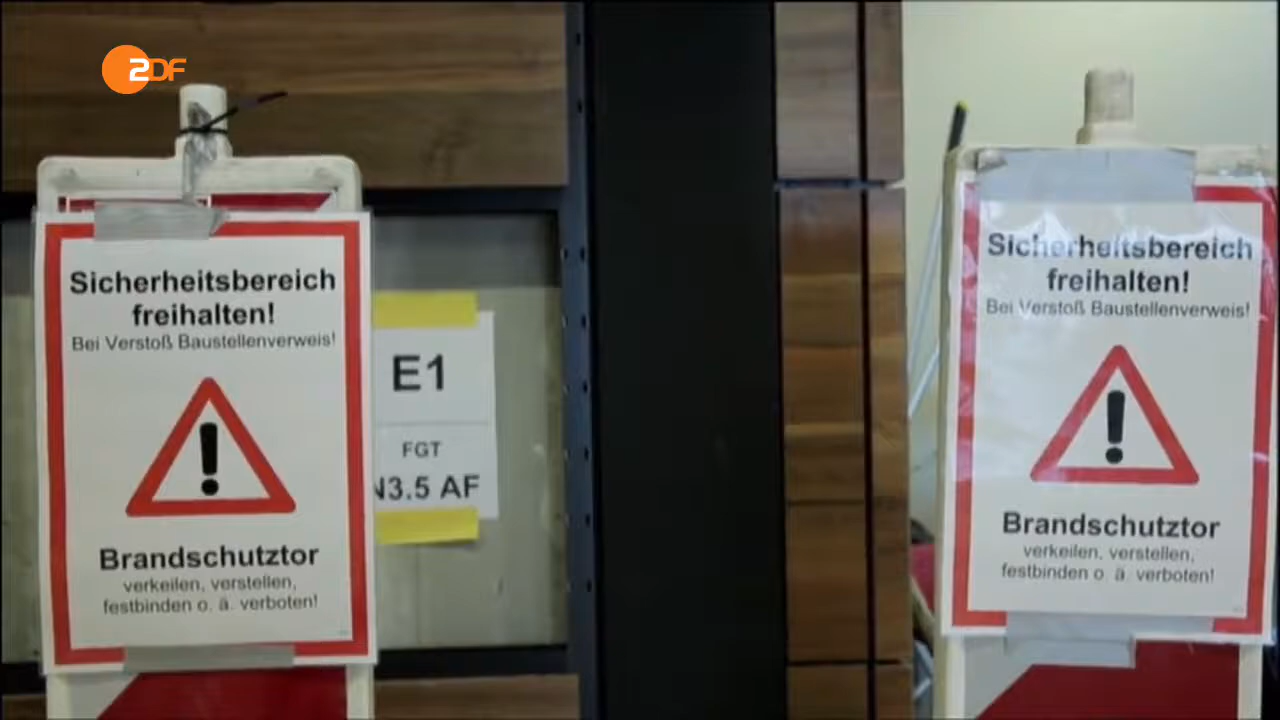 ZDF
Sicherheitsbereich
freihalten!
Bei Verstoß Baustellenverweis!
Brandschutztor
verkeilen, verstellen,
festbinden o. ä. verboten!
E1
FGT
N3.5 AF
Sicherheitsbereich
freihalten!
Bei Verstoß Baustellenverweis!
Brandschutztor
verkeilen, verstellen,
festbinden o. ä. verboten!